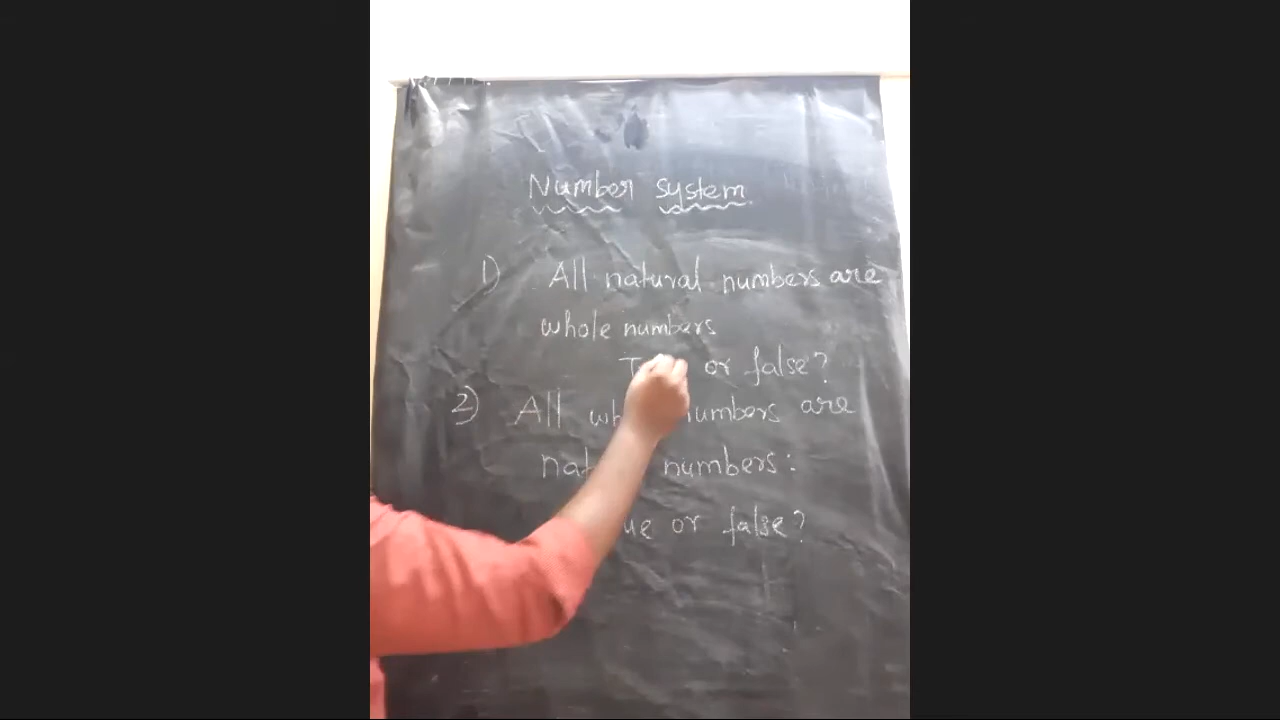 Number system
1) All natural numbers are
whole numbers
or false?
2) All numbers are
numbers:
or false?